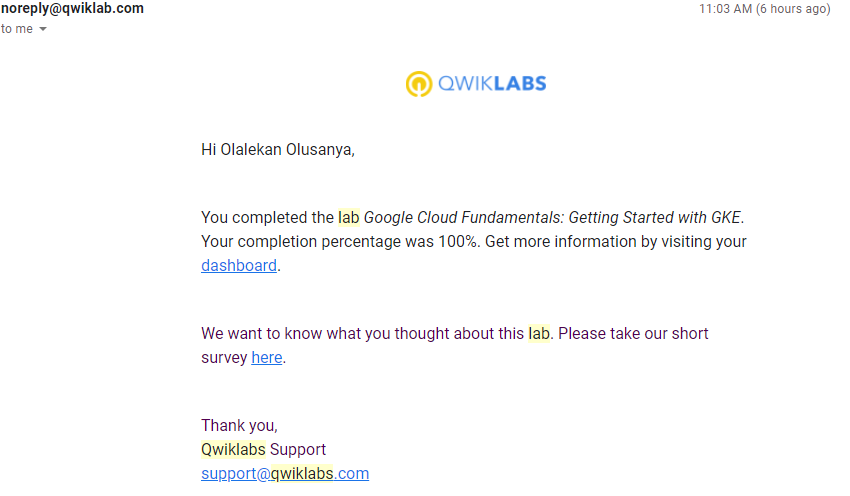 noreply@qwiklab.com 11:03 AM (6 hours ago)
to me
QWIKLABS
Hi Olalekan Olusanya,
You completed the lab Google Cloud Fundamentals: Getting Started with GKE.
Your completion percentage was 100%. Get more information by visiting your
dashboard.
We want to know what you thought about this lab. Please take our short
survey here.
Thank you,
Qwiklabs Support
support@qwiklabs.com